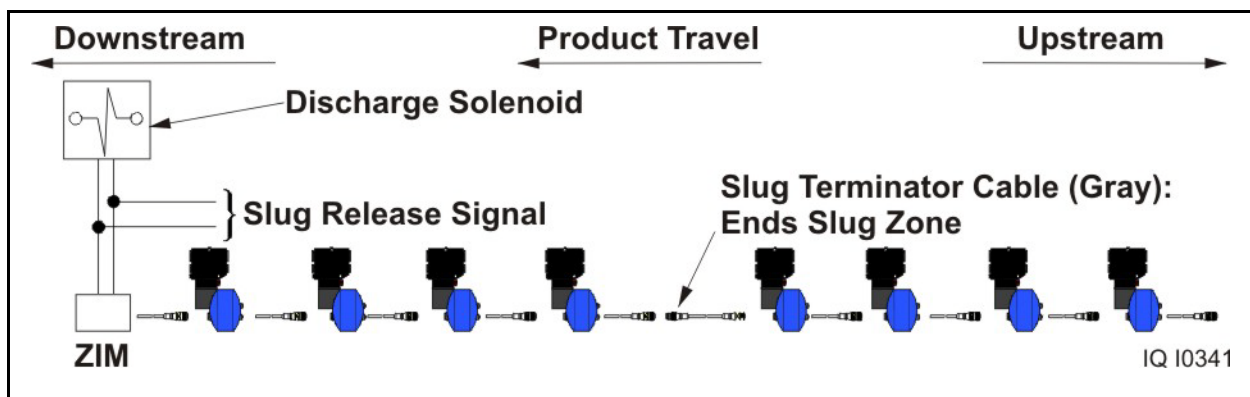 Downstream
Product Travel
Upstream
Discharge Solenoid
Slug Release Signal
Slug Terminator Cable (Gray):
Ends Slug Zone
ZIM
IQ I0341